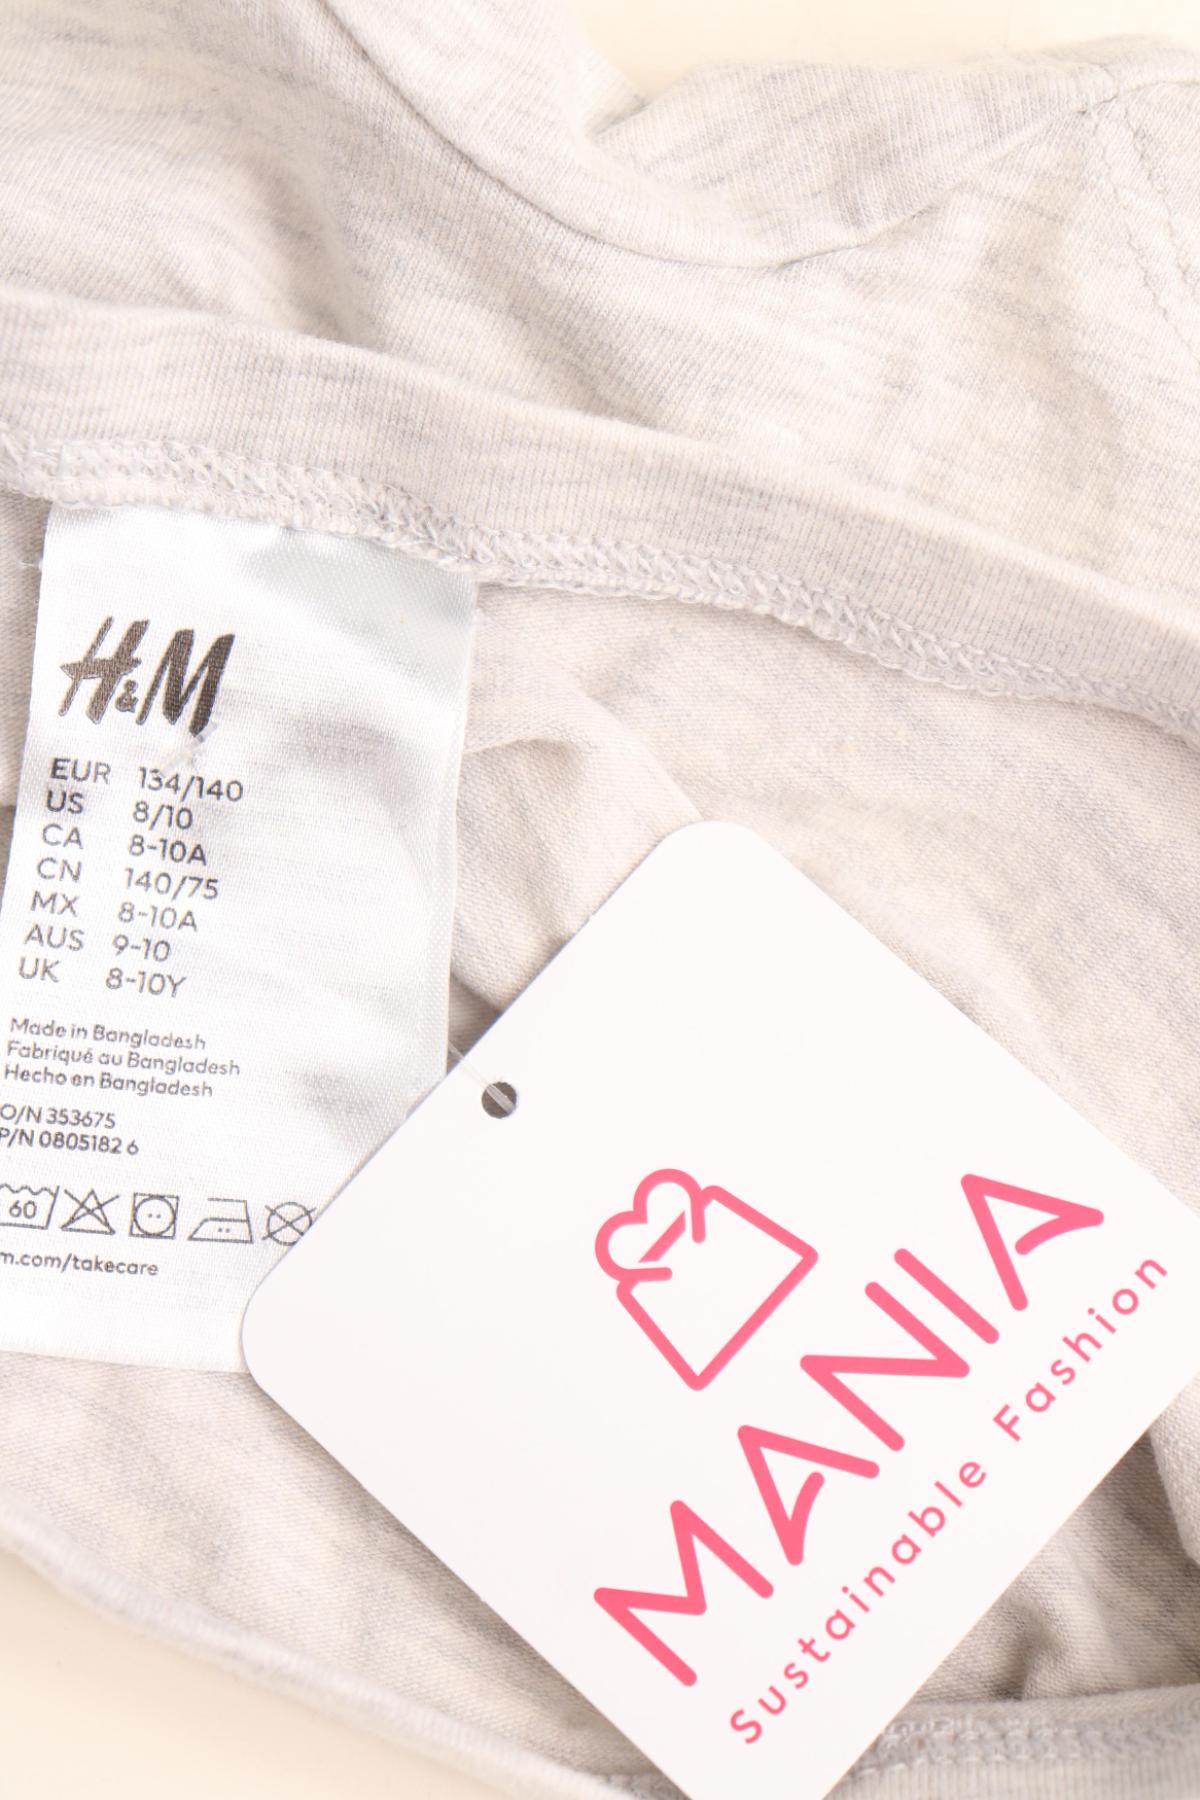 H&M
EUR 134/140
US 8/10
CA 8-10A
CN 140/75
MX 8-10A
AUS 9-10
UK 8-10Y
Made in Bangladesh
Fabriqué au Bangladesh
Hecho en Bangladesh
O/N 353675
P/N 0805182 6
60
m.com/takecare
MANIA
Sustainable Fashion